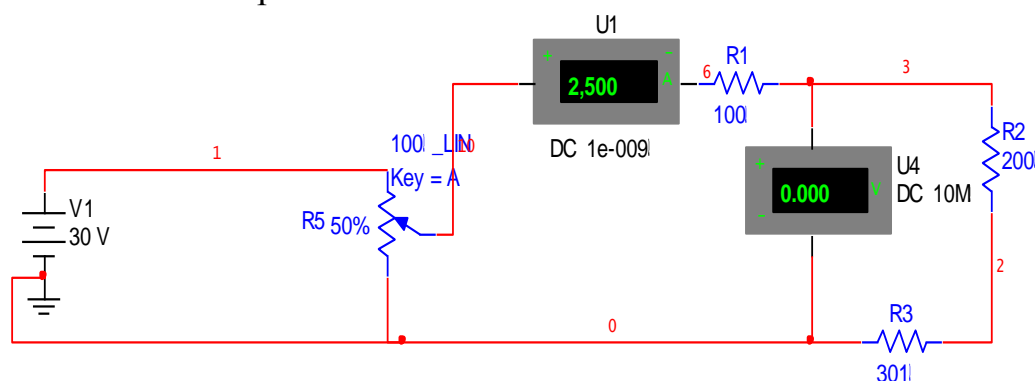 U1
+ −
2,500 A
DC 1e-009
6
R1
100
3
R2
200
100 _LIN
10
Key = A
1
V1
30 V
R5 50%
+
0.000 V
−
U4
DC 10M
2
0
R3
301